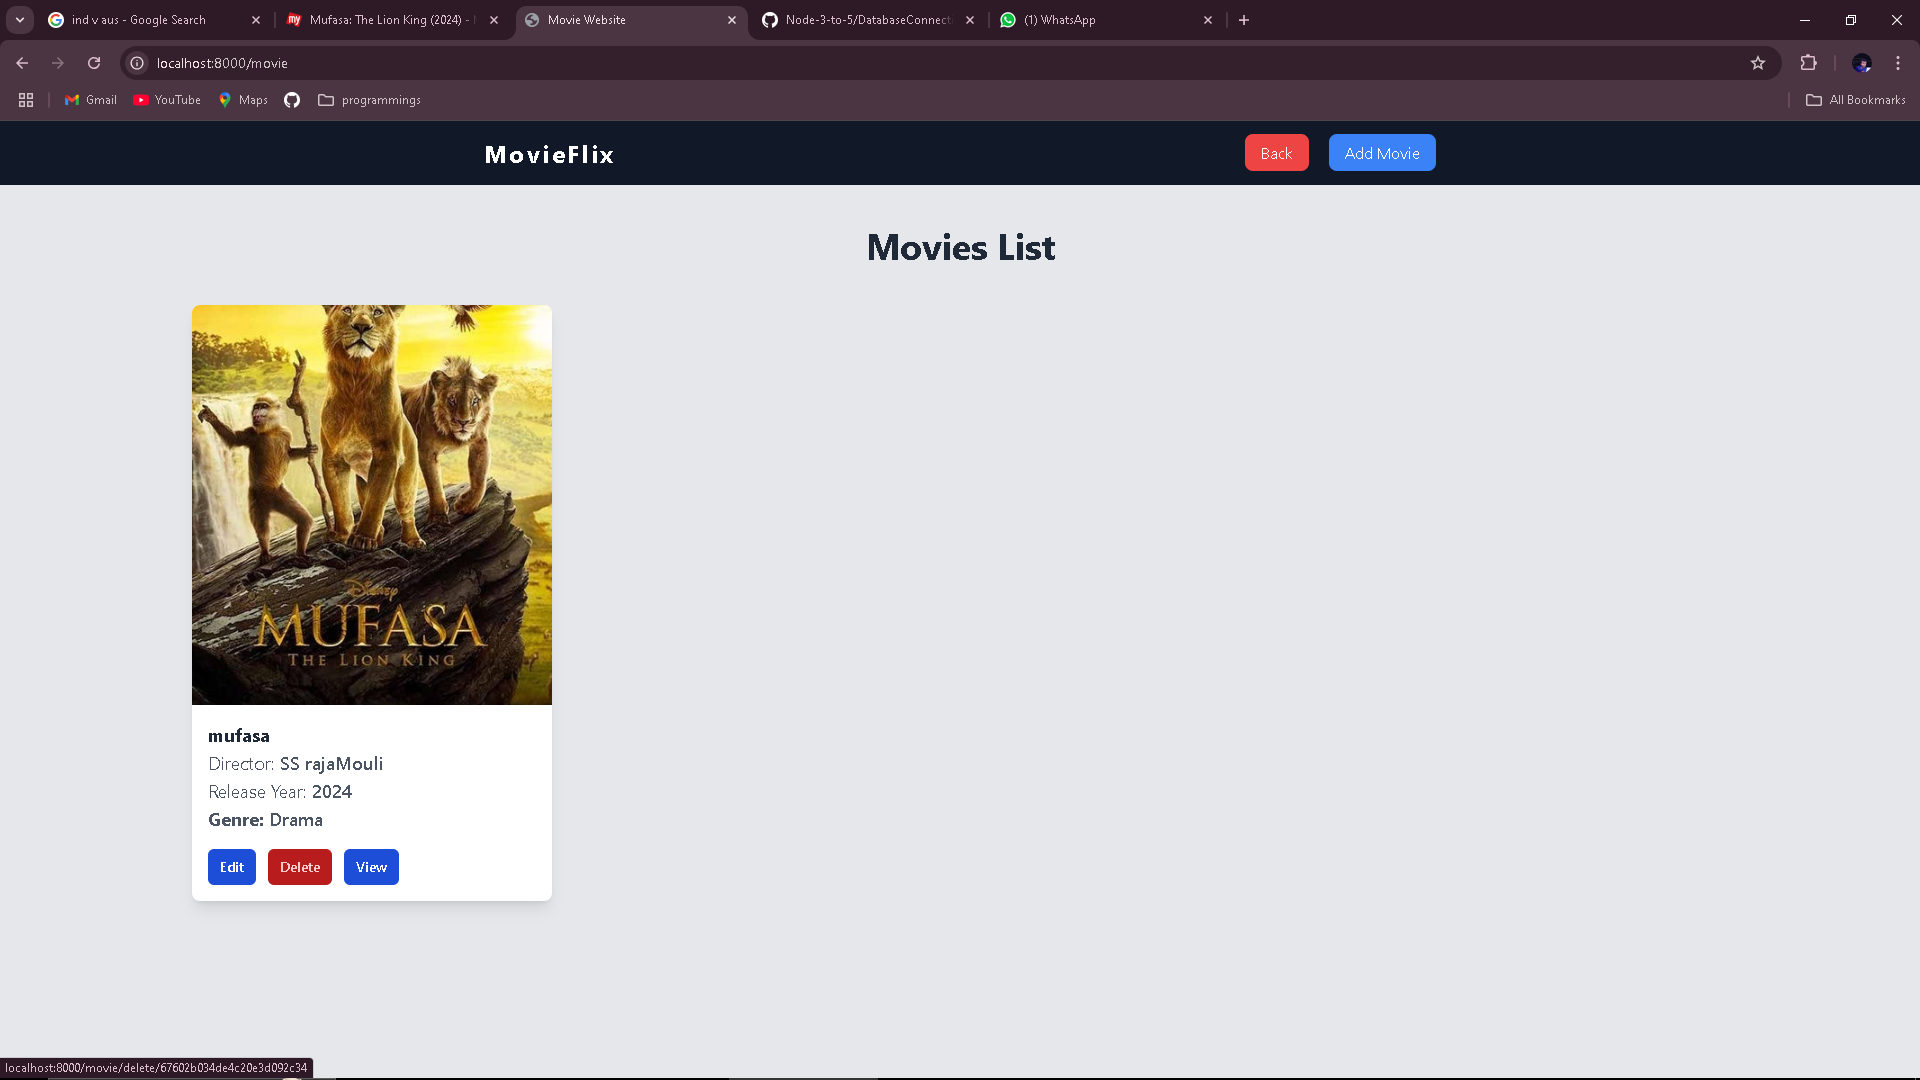 ind v aus - Google Search
Mufasa: The Lion King (2024) -
Movie Website
Node-3-to-5/DatabaseConnect
(1) WhatsApp
localhost:8000/movie
Gmail
YouTube
Maps
programmings
All Bookmarks
MovieFlix
Back
Add Movie
Movies List
Disney
MUFASA
THE LION KING
mufasa
Director: SS rajaMouli
Release Year: 2024
Genre: Drama
Edit
Delete
View
localhost:8000/movie/delete/67602b034de4c20e3d092c34